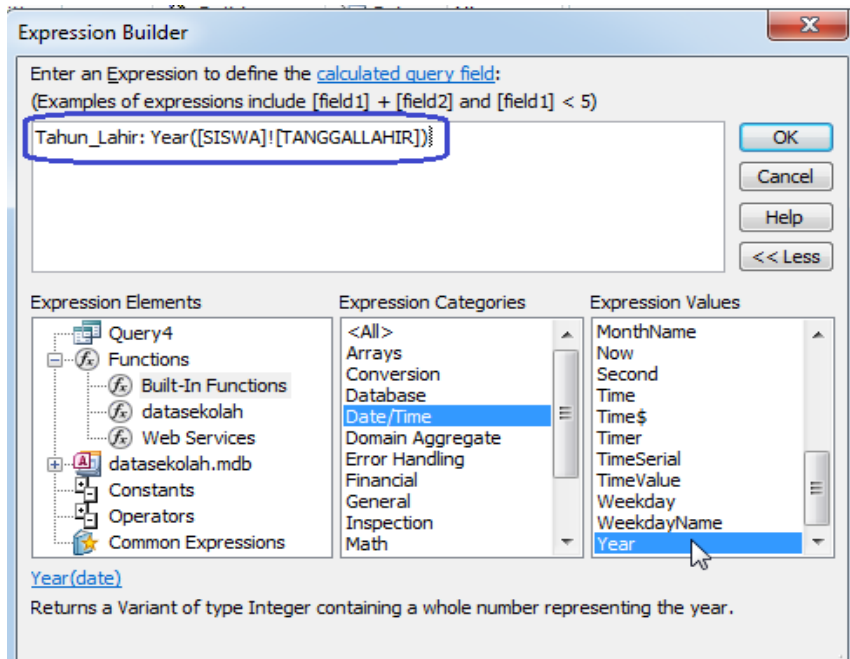 Expression Builder
Enter an Expression to define the calculated query field:
(Examples of expressions include [field1] + [field2] and [field1] < 5)
Tahun_Lahir: Year([SISWA]![TANGGALLAHIR])
OK
Cancel
Help
<< Less
Expression Elements
Query4
Functions
Built-In Functions
datasekolah
Web Services
datasekolah.mdb
Constants
Operators
Common Expressions
Expression Categories
<All>
Arrays
Conversion
Database
Date/Time
Domain Aggregate
Error Handling
Financial
General
Inspection
Math
Expression Values
MonthName
Now
Second
Time
Time$
Timer
TimeSerial
TimeValue
Weekday
WeekdayName
Year
Year(date)
Returns a Variant of type Integer containing a whole number representing the year.